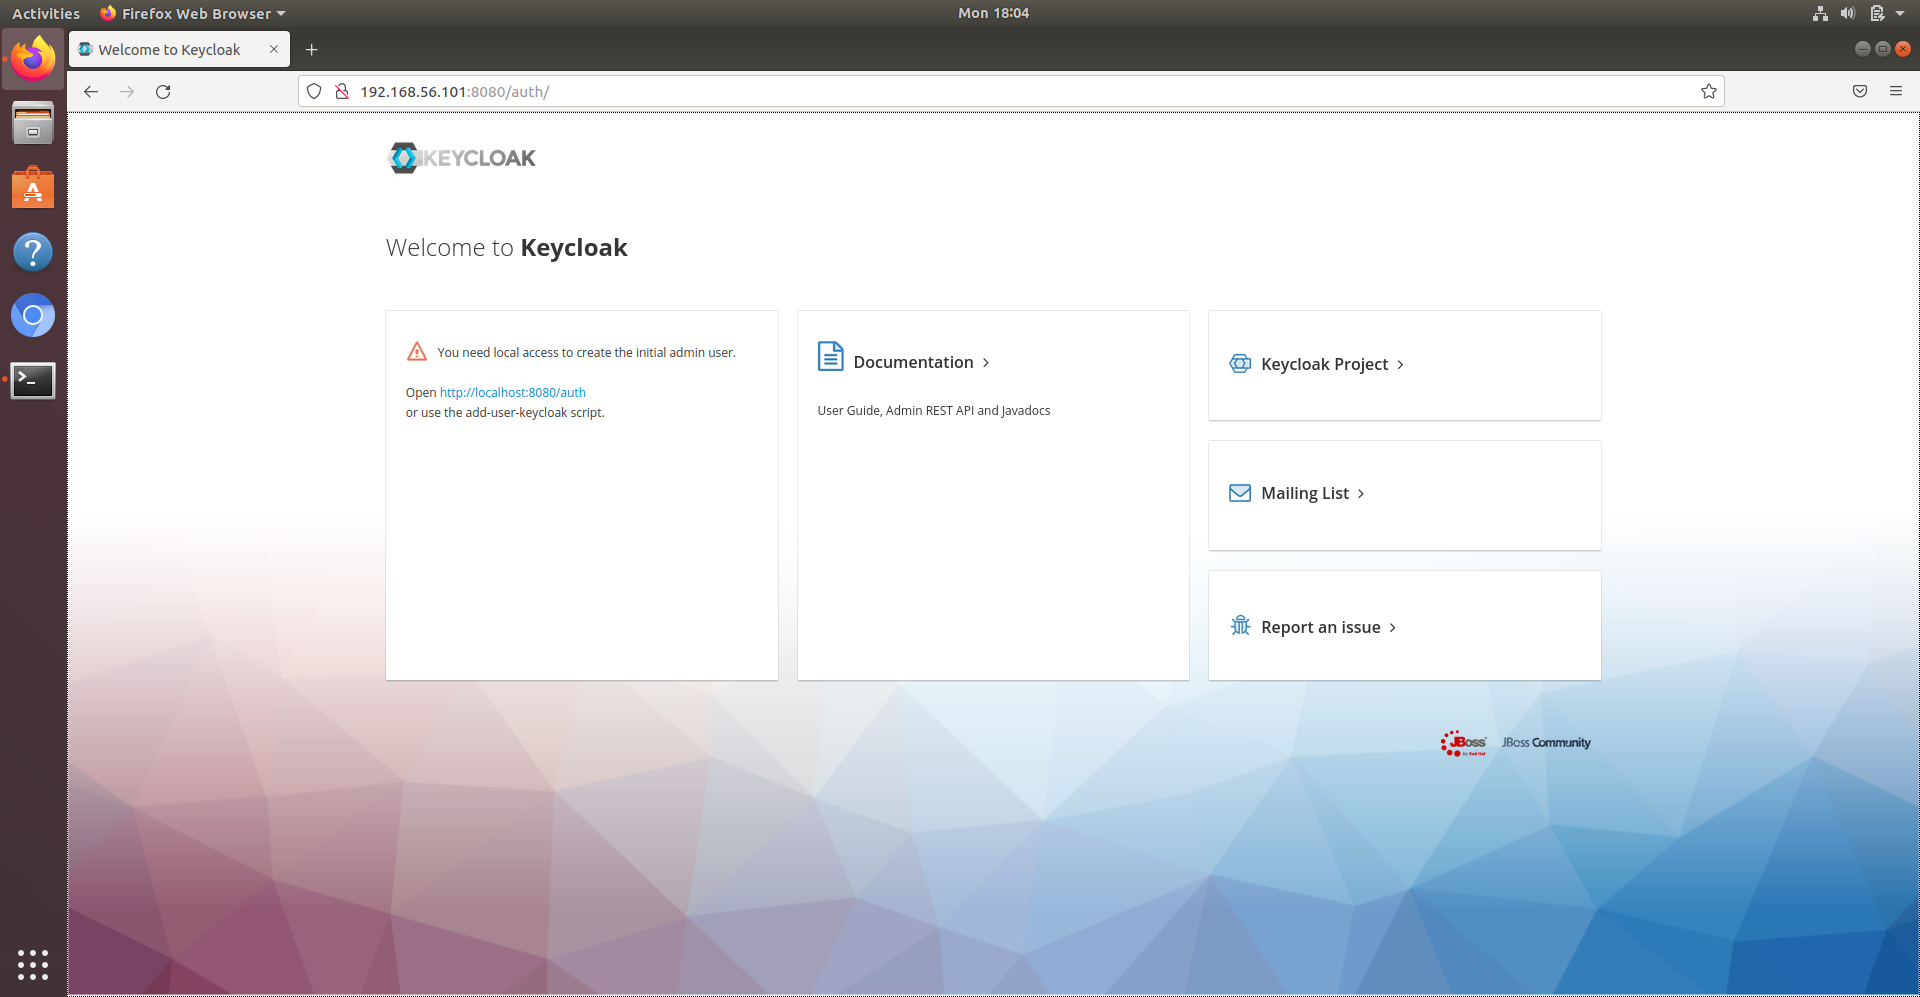 Activities Firefox Web Browser Mon 18:04
Welcome to Keycloak
192.168.56.101:8080/auth/
KEYCLOAK
Welcome to Keycloak
You need local access to create the initial admin user.
Open http://localhost:8080/auth
or use the add-user-keycloak script.
Documentation
User Guide, Admin REST API and Javadocs
Keycloak Project
Mailing List
Report an issue
JBoss JBoss Community
by Red Hat